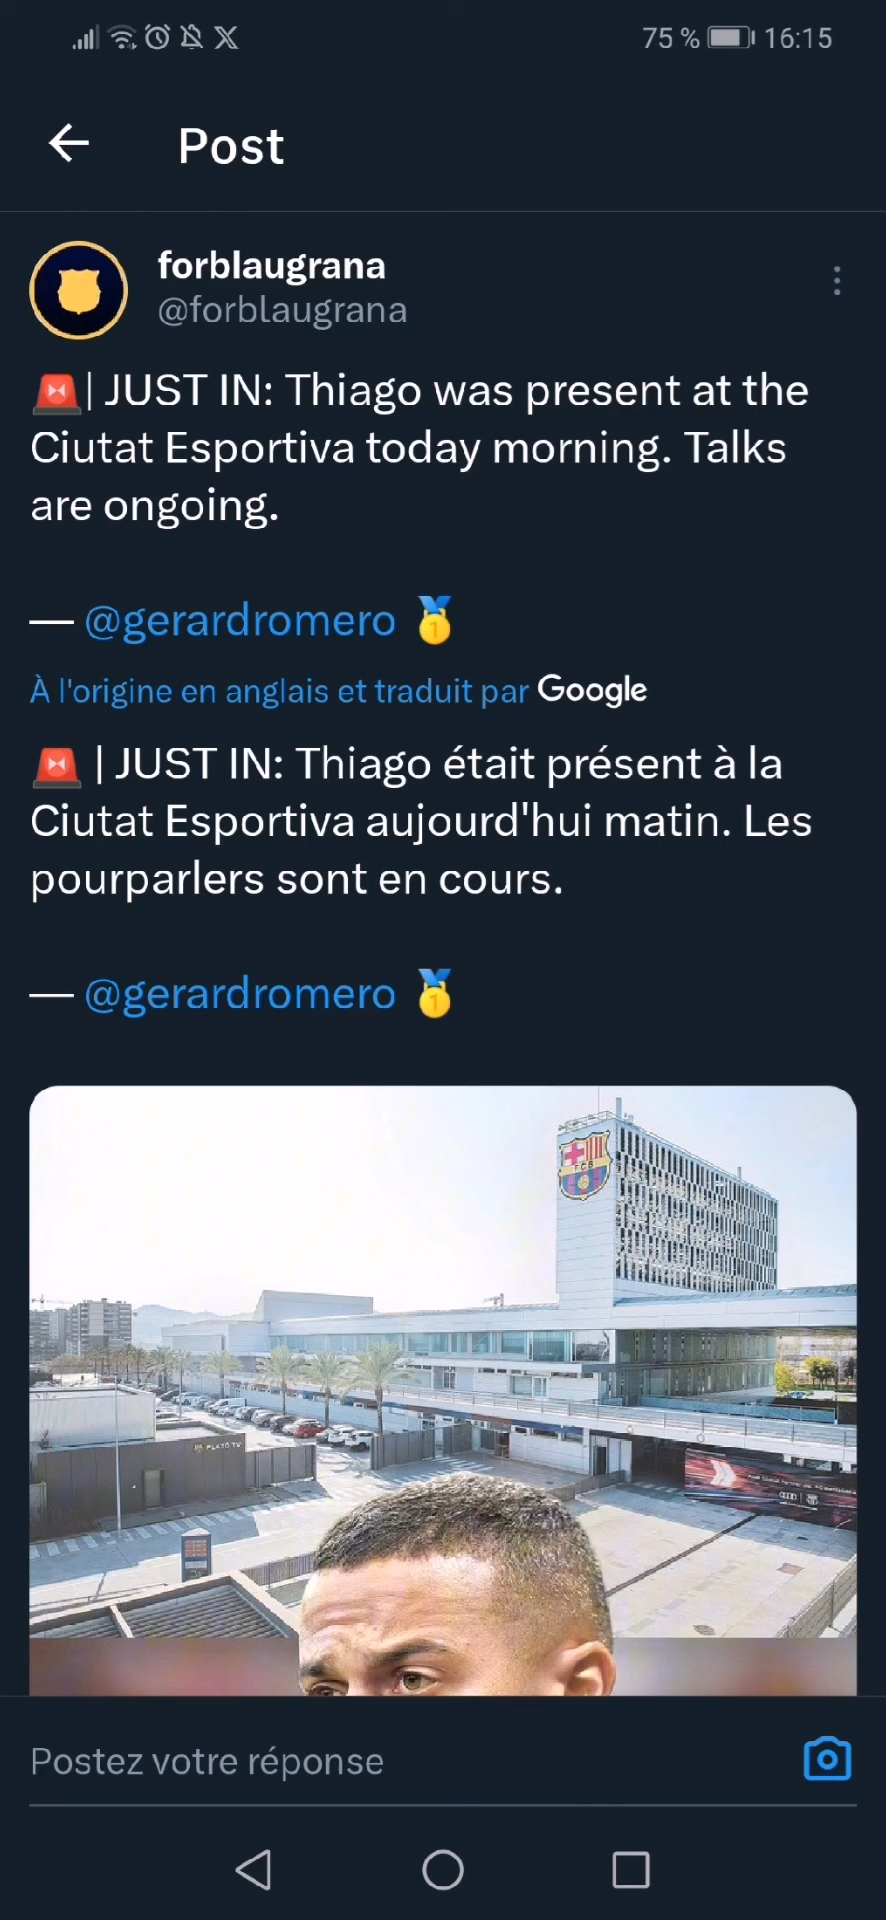 75 % 16:15
Post
forblaugrana
@forblaugrana
🚨| JUST IN: Thiago was present at the
Ciutat Esportiva today morning. Talks
are ongoing.
— @gerardromero 🥇
À l'origine en anglais et traduit par Google
🚨 | JUST IN: Thiago était présent à la
Ciutat Esportiva aujourd'hui matin. Les
pourparlers sont en cours.
— @gerardromero 🥇
FCB
Postez votre réponse